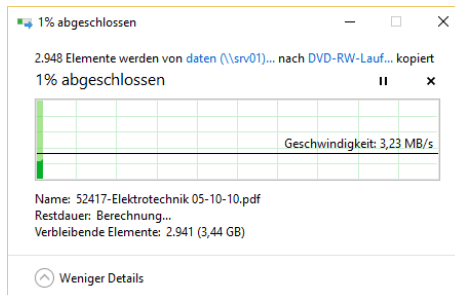 1% abgeschlossen
2.948 Elemente werden von daten (\\srv01)... nach DVD-RW-Lauf... kopiert
1% abgeschlossen
Geschwindigkeit: 3,23 MB/s
Name: 52417-Elektrotechnik 05-10-10.pdf
Restdauer: Berechnung...
Verbleibende Elemente: 2.941 (3,44 GB)
Weniger Details